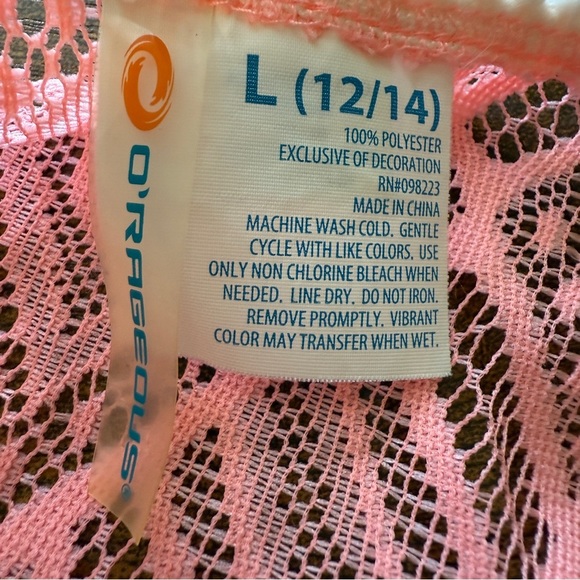 O'RAGEOUS®
L (12/14)
100% POLYESTER
EXCLUSIVE OF DECORATION
RN#098223
MADE IN CHINA
MACHINE WASH COLD, GENTLE
CYCLE WITH LIKE COLORS, USE
ONLY NON CHLORINE BLEACH WHEN
NEEDED. LINE DRY. DO NOT IRON.
REMOVE PROMPTLY. VIBRANT
COLOR MAY TRANSFER WHEN WET.